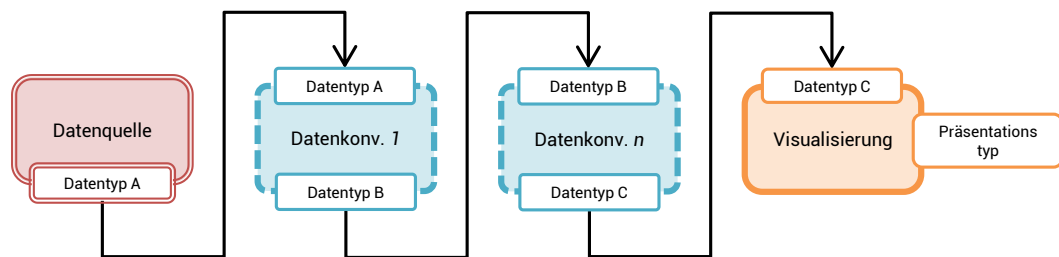 Datenquelle
Datentyp A
Datentyp A
Datenkonv. 1
Datentyp B
Datentyp B
Datenkonv. n
Datentyp C
Datentyp C
Visualisierung
Präsentations
typ